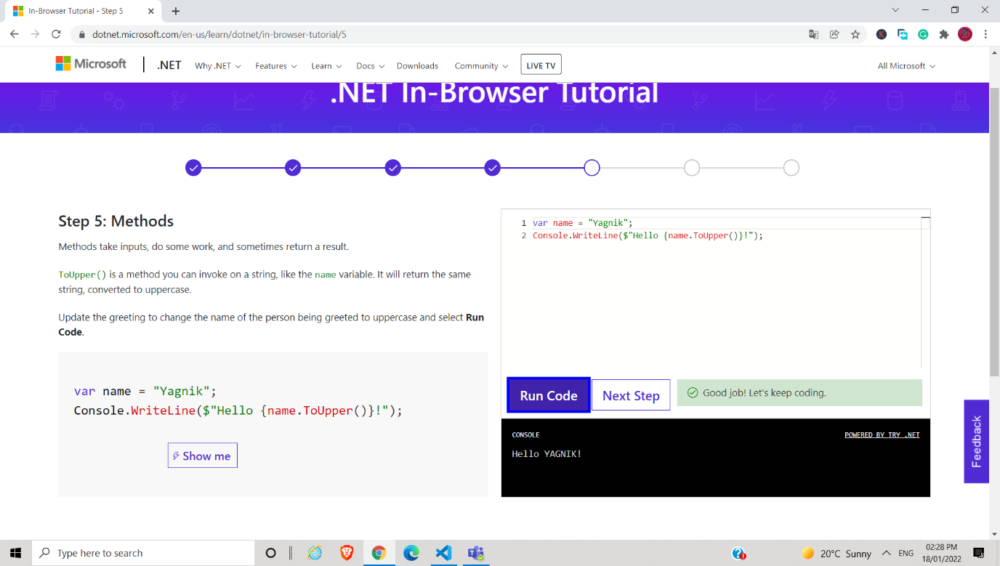 In-Browser Tutorial - Step 5
dotnet.microsoft.com/en-us/learn/dotnet/in-browser-tutorial/5
Microsoft
.NET
Why .NET
Features
Learn
Docs
Downloads
Community
LIVE TV
All Microsoft
.NET In-Browser Tutorial
Step 5: Methods
Methods take inputs, do some work, and sometimes return a result.
ToUpper() is a method you can invoke on a string, like the name variable. It will return the same
string, converted to uppercase.
Update the greeting to change the name of the person being greeted to uppercase and select Run
Code.
var name = "Yagnik";
Console.WriteLine($"Hello {name.ToUpper()}!");
Show me
1 var name = "Yagnik";
2 Console.WriteLine($"Hello {name.ToUpper()}!");
Run Code
Next Step
Good job! Let's keep coding.
CONSOLE
POWERED BY TRY .NET
Hello YAGNIK!
Feedback
Type here to search
20°C Sunny
ENG
02:28 PM
18/01/2022